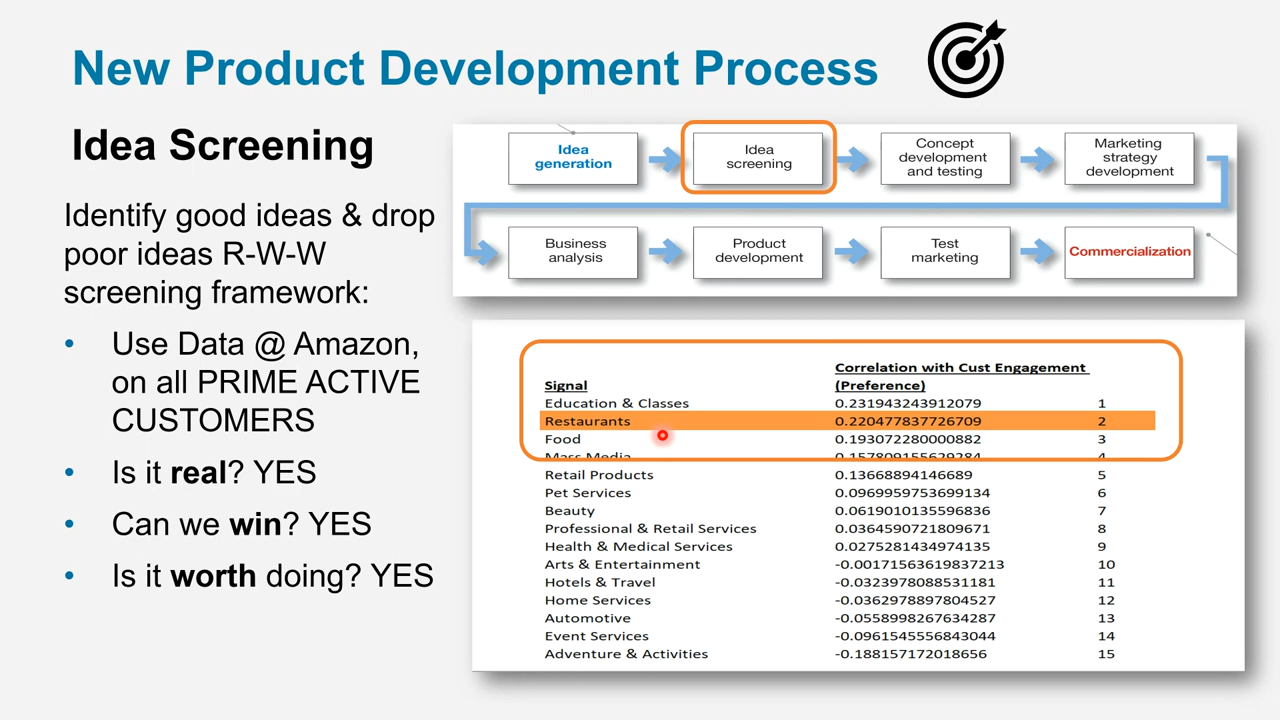 New Product Development Process
Idea Screening
Identify good ideas & drop
poor ideas R-W-W
screening framework:
• Use Data @ Amazon,
on all PRIME ACTIVE
CUSTOMERS
• Is it real? YES
• Can we win? YES
• Is it worth doing? YES
Idea
generation
Idea
screening
Concept
development
and testing
Marketing
strategy
development
Business
analysis
Product
development
Test
marketing
Commercialization
Correlation with Cust Engagement
Signal (Preference)
Education & Classes 0.231943243912079 1
Restaurants 0.220477837726709 2
Food 0.193072280000882 3
Mass Media 0.157809155629284 4
Retail Products 0.13668894146689 5
Pet Services 0.0969959753699134 6
Beauty 0.0619010135596836 7
Professional & Retail Services 0.0364590721809671 8
Health & Medical Services 0.0275281434974135 9
Arts & Entertainment -0.00171563619837213 10
Hotels & Travel -0.0323978088531181 11
Home Services -0.0362978897804527 12
Automotive -0.0558998267634287 13
Event Services -0.0961545556843044 14
Adventure & Activities -0.188157172018656 15